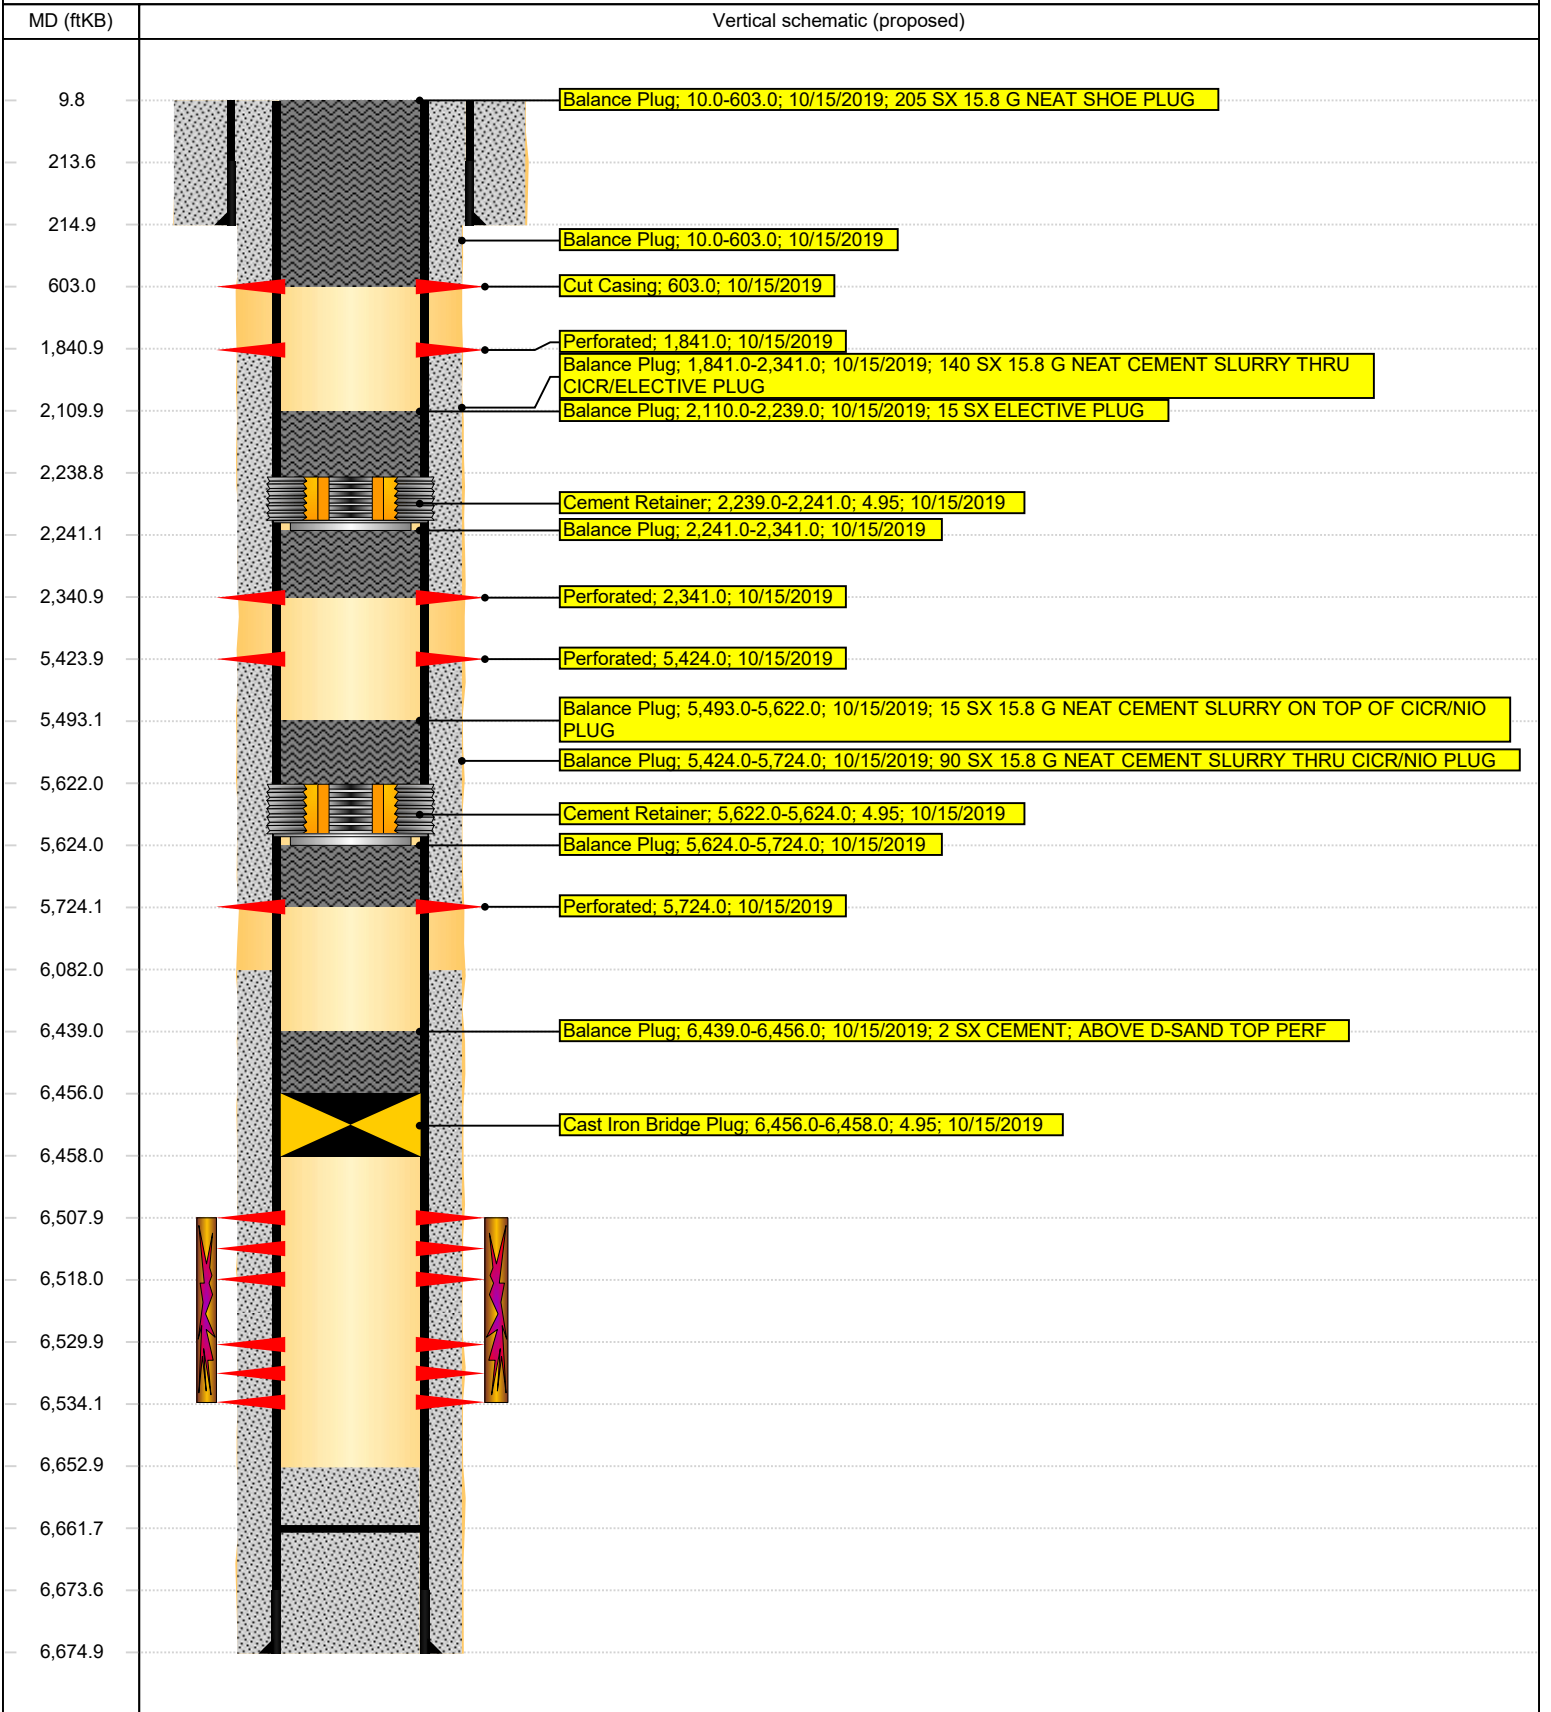 MD (ftKB)
Vertical schematic (proposed)
9.8
Balance Plug; 10.0-603.0; 10/15/2019; 205 SX 15.8 G NEAT SHOE PLUG
213.6
214.9
Balance Plug; 10.0-603.0; 10/15/2019
603.0
Cut Casing; 603.0; 10/15/2019
1,840.9
Perforated; 1,841.0; 10/15/2019
Balance Plug; 1,841.0-2,341.0; 10/15/2019; 140 SX 15.8 G NEAT CEMENT SLURRY THRU
CICR/ELECTIVE PLUG
2,109.9
Balance Plug; 2,110.0-2,239.0; 10/15/2019; 15 SX ELECTIVE PLUG
2,238.8
Cement Retainer; 2,239.0-2,241.0; 4.95; 10/15/2019
2,241.1
Balance Plug; 2,241.0-2,341.0; 10/15/2019
2,340.9
Perforated; 2,341.0; 10/15/2019
5,423.9
Perforated; 5,424.0; 10/15/2019
5,493.1
Balance Plug; 5,493.0-5,622.0; 10/15/2019; 15 SX 15.8 G NEAT CEMENT SLURRY ON TOP OF CICR/NIO
PLUG
Balance Plug; 5,424.0-5,724.0; 10/15/2019; 90 SX 15.8 G NEAT CEMENT SLURRY THRU CICR/NIO PLUG
5,622.0
Cement Retainer; 5,622.0-5,624.0; 4.95; 10/15/2019
5,624.0
Balance Plug; 5,624.0-5,724.0; 10/15/2019
5,724.1
Perforated; 5,724.0; 10/15/2019
6,082.0
6,439.0
Balance Plug; 6,439.0-6,456.0; 10/15/2019; 2 SX CEMENT; ABOVE D-SAND TOP PERF
6,456.0
Cast Iron Bridge Plug; 6,456.0-6,458.0; 4.95; 10/15/2019
6,458.0
6,507.9
6,518.0
6,529.9
6,534.1
6,652.9
6,661.7
6,673.6
6,674.9